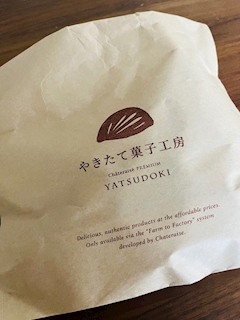 やきたて菓子工房
Châteraisé PREMIUM
YATSUDOKI
Delicious, authentic products at the affordable prices.
Only available via the "Farm to Factory" system
developed by Chateraise.